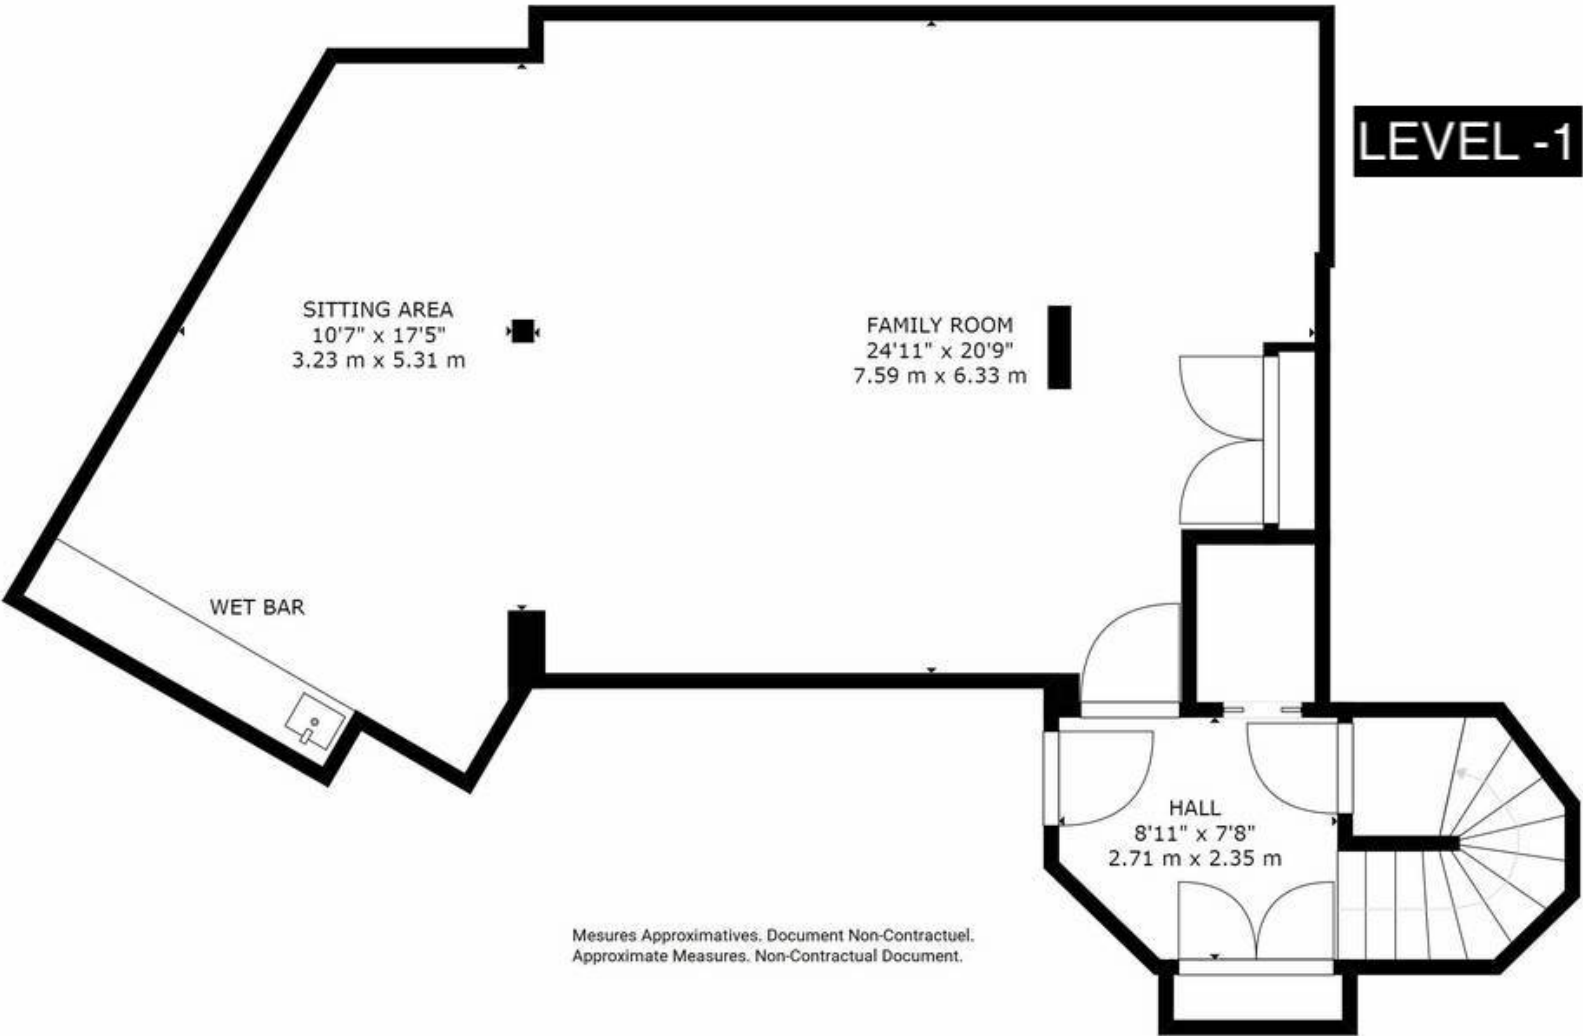 LEVEL -1
SITTING AREA
10'7" x 17'5"
3.23 m x 5.31 m
FAMILY ROOM
24'11" x 20'9"
7.59 m x 6.33 m
WET BAR
HALL
8'11" x 7'8"
2.71 m x 2.35 m
Mesures Approximatives. Document Non-Contractuel.
Approximate Measures. Non-Contractual Document.